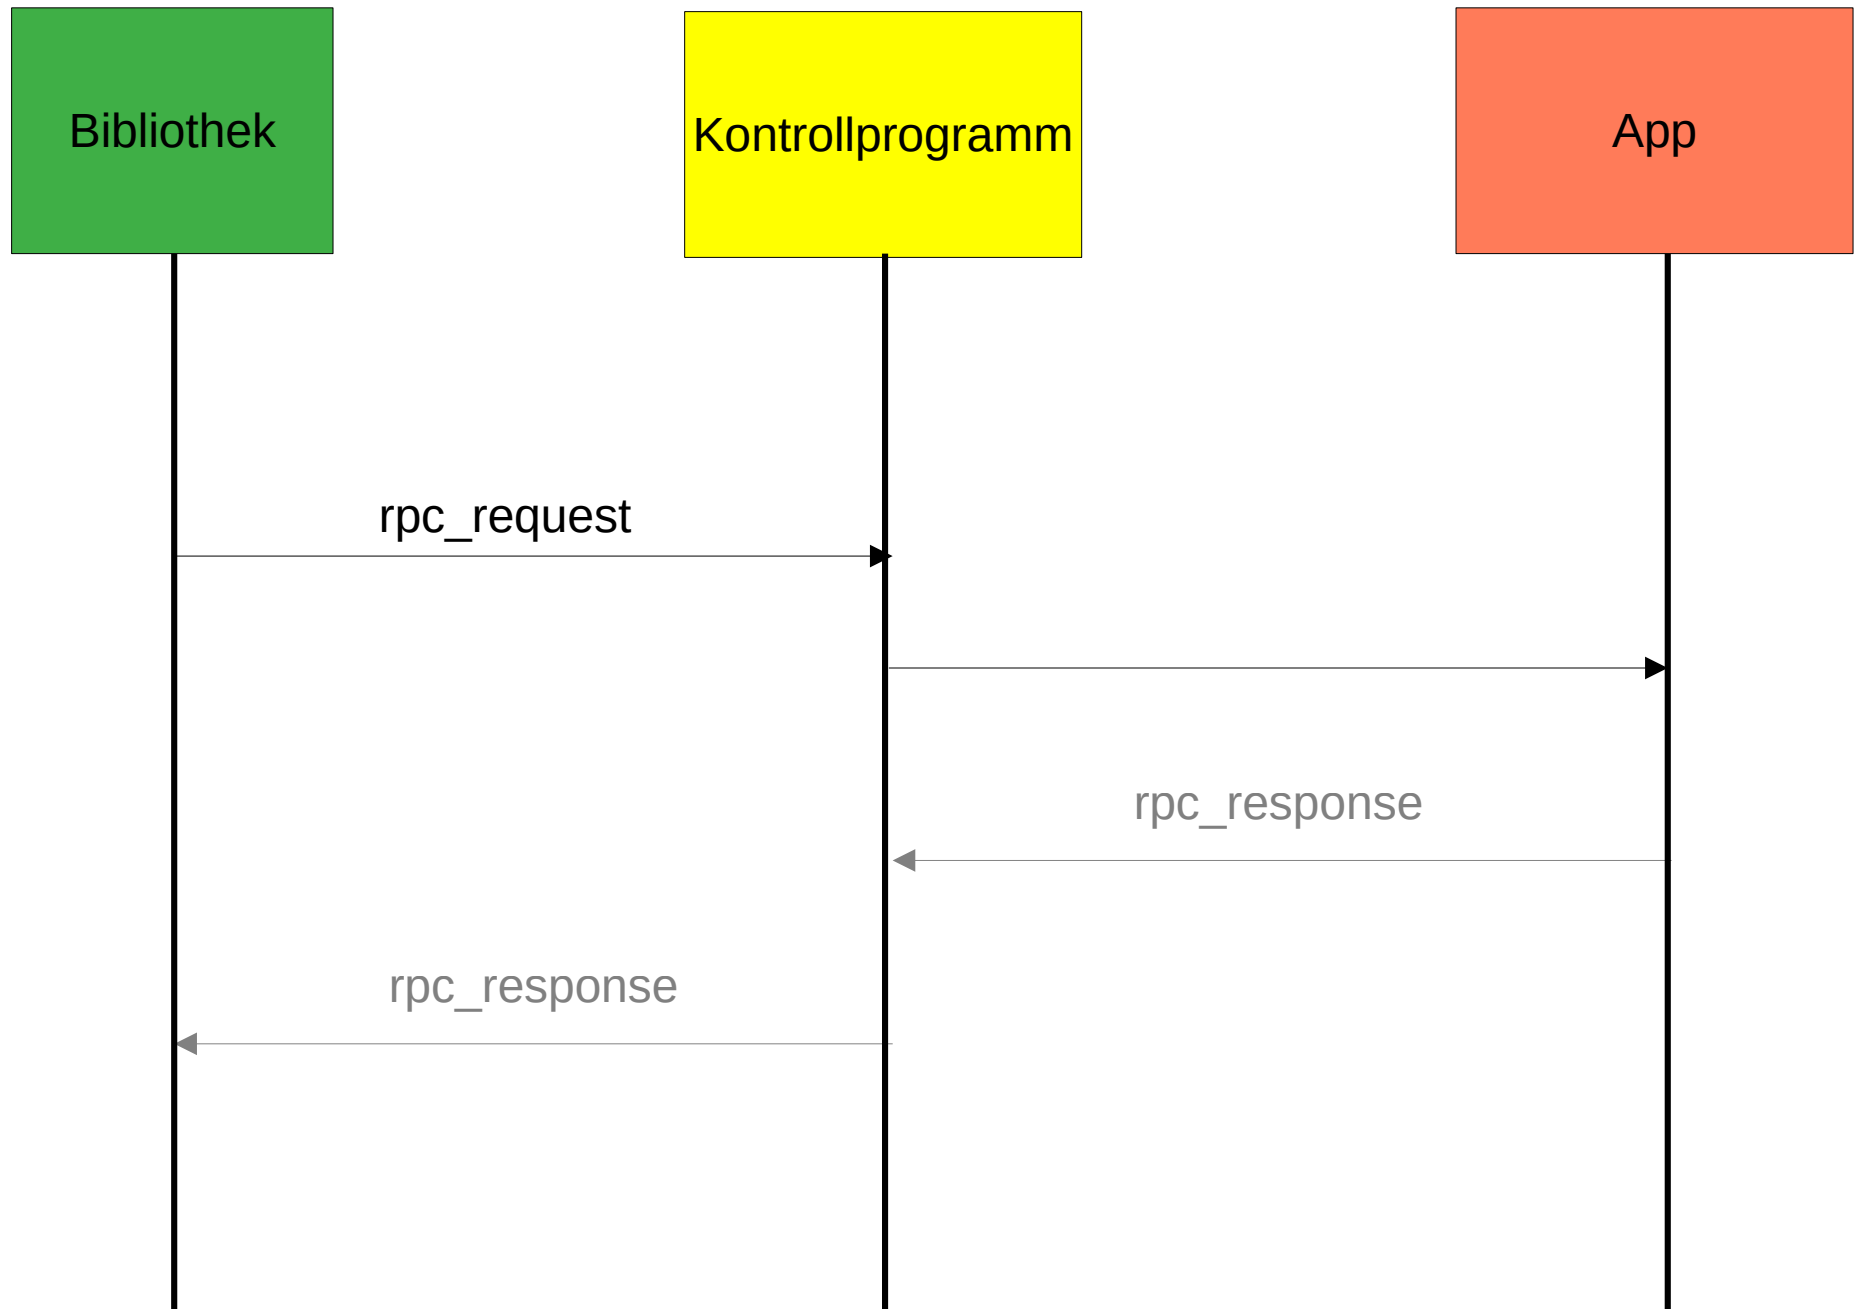 Bibliothek
Kontrollprogramm
App
rpc_request
rpc_response
rpc_response